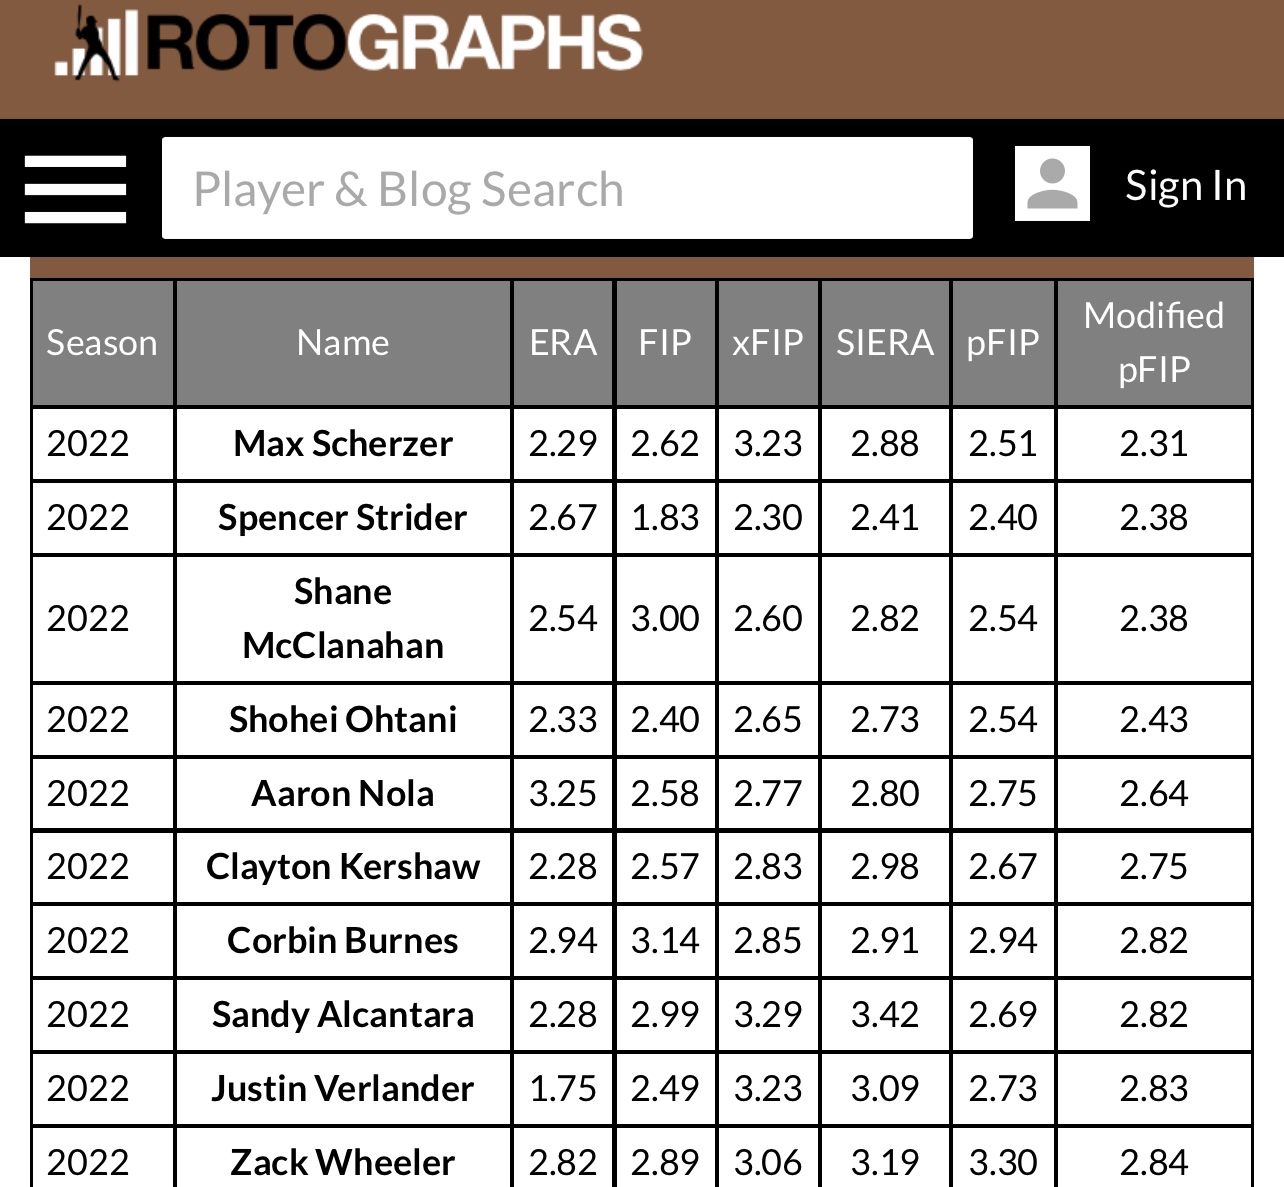 ROTOGRAPHS
Player & Blog Search
Sign In
Season Name ERA FIP xFIP SIERA pFIP Modified pFIP
2022 Max Scherzer 2.29 2.62 3.23 2.88 2.51 2.31
2022 Spencer Strider 2.67 1.83 2.30 2.41 2.40 2.38
2022 Shane McClanahan 2.54 3.00 2.60 2.82 2.54 2.38
2022 Shohei Ohtani 2.33 2.40 2.65 2.73 2.54 2.43
2022 Aaron Nola 3.25 2.58 2.77 2.80 2.75 2.64
2022 Clayton Kershaw 2.28 2.57 2.83 2.98 2.67 2.75
2022 Corbin Burnes 2.94 3.14 2.85 2.91 2.94 2.82
2022 Sandy Alcantara 2.28 2.99 3.29 3.42 2.69 2.82
2022 Justin Verlander 1.75 2.49 3.23 3.09 2.73 2.83
2022 Zack Wheeler 2.82 2.89 3.06 3.19 3.30 2.84